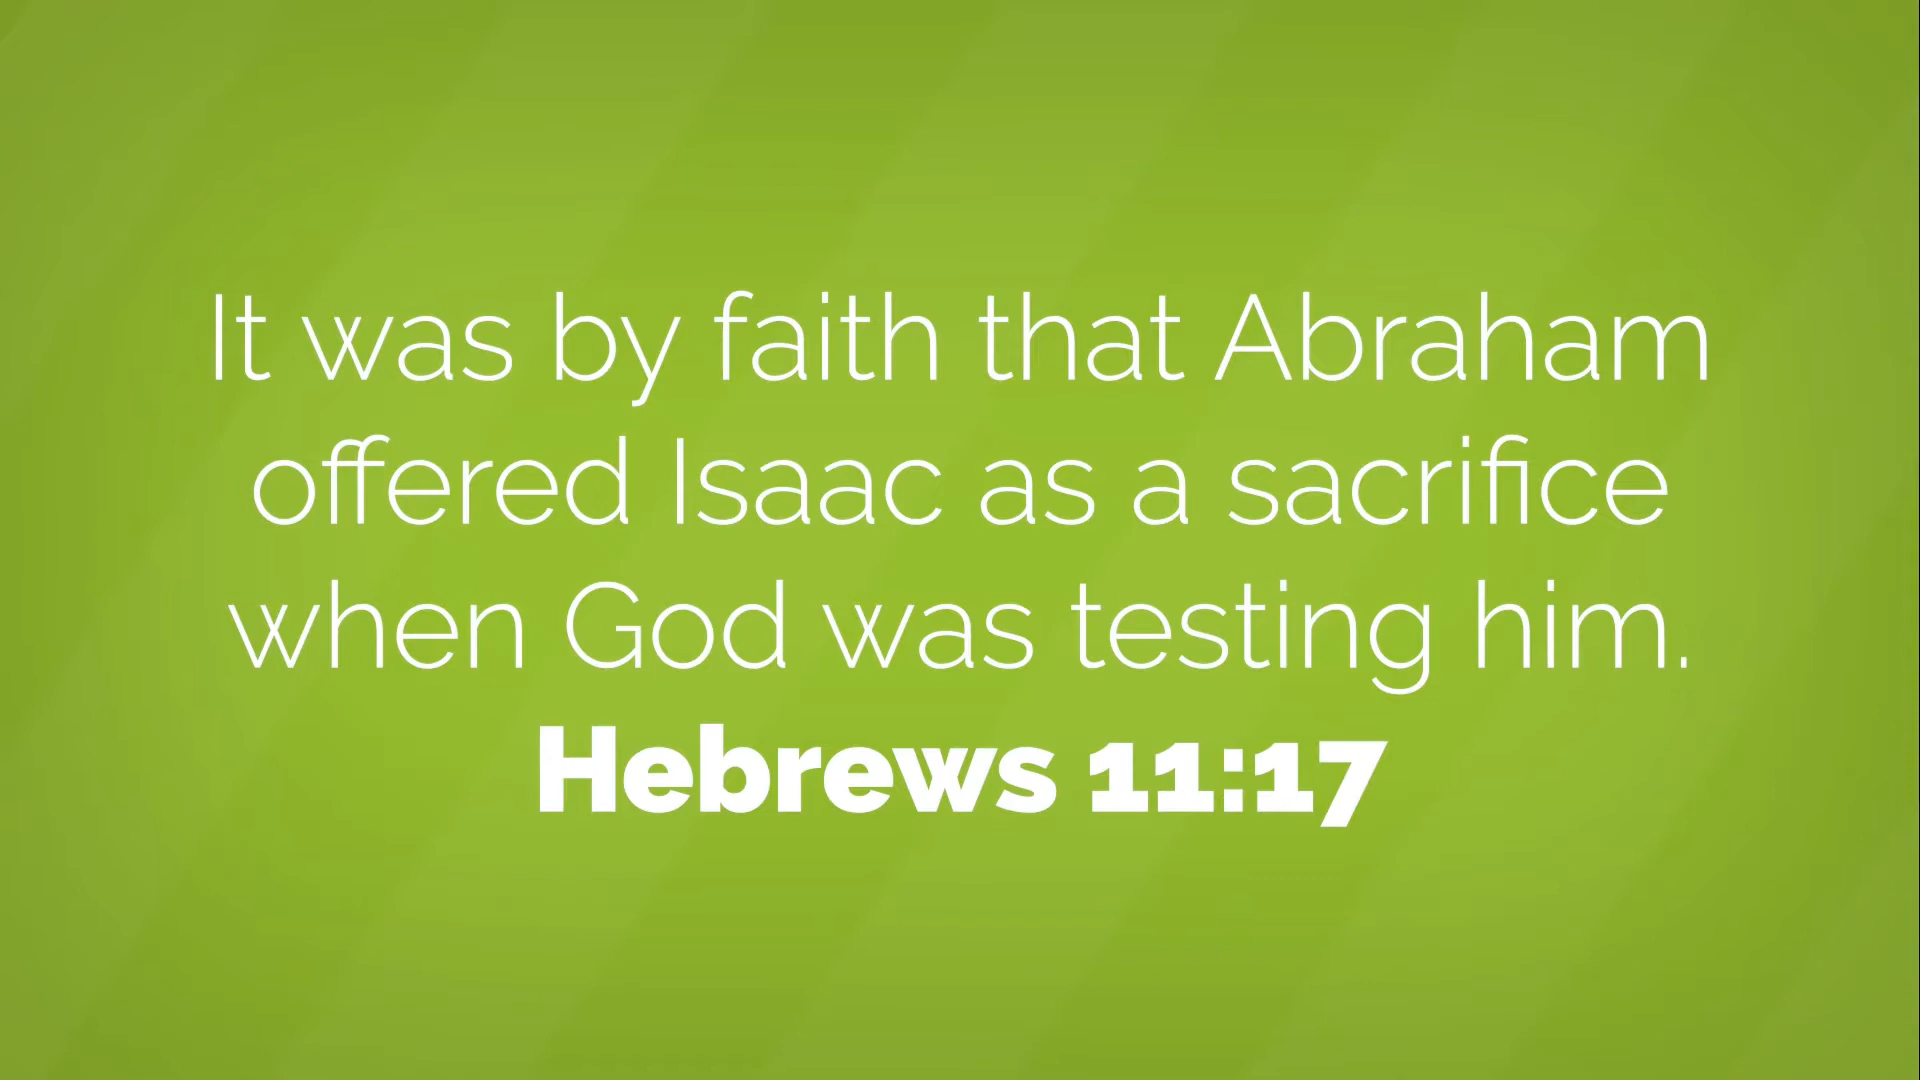 It was by faith that Abraham
offered Isaac as a sacrifice
when God was testing him.
Hebrews 11:17